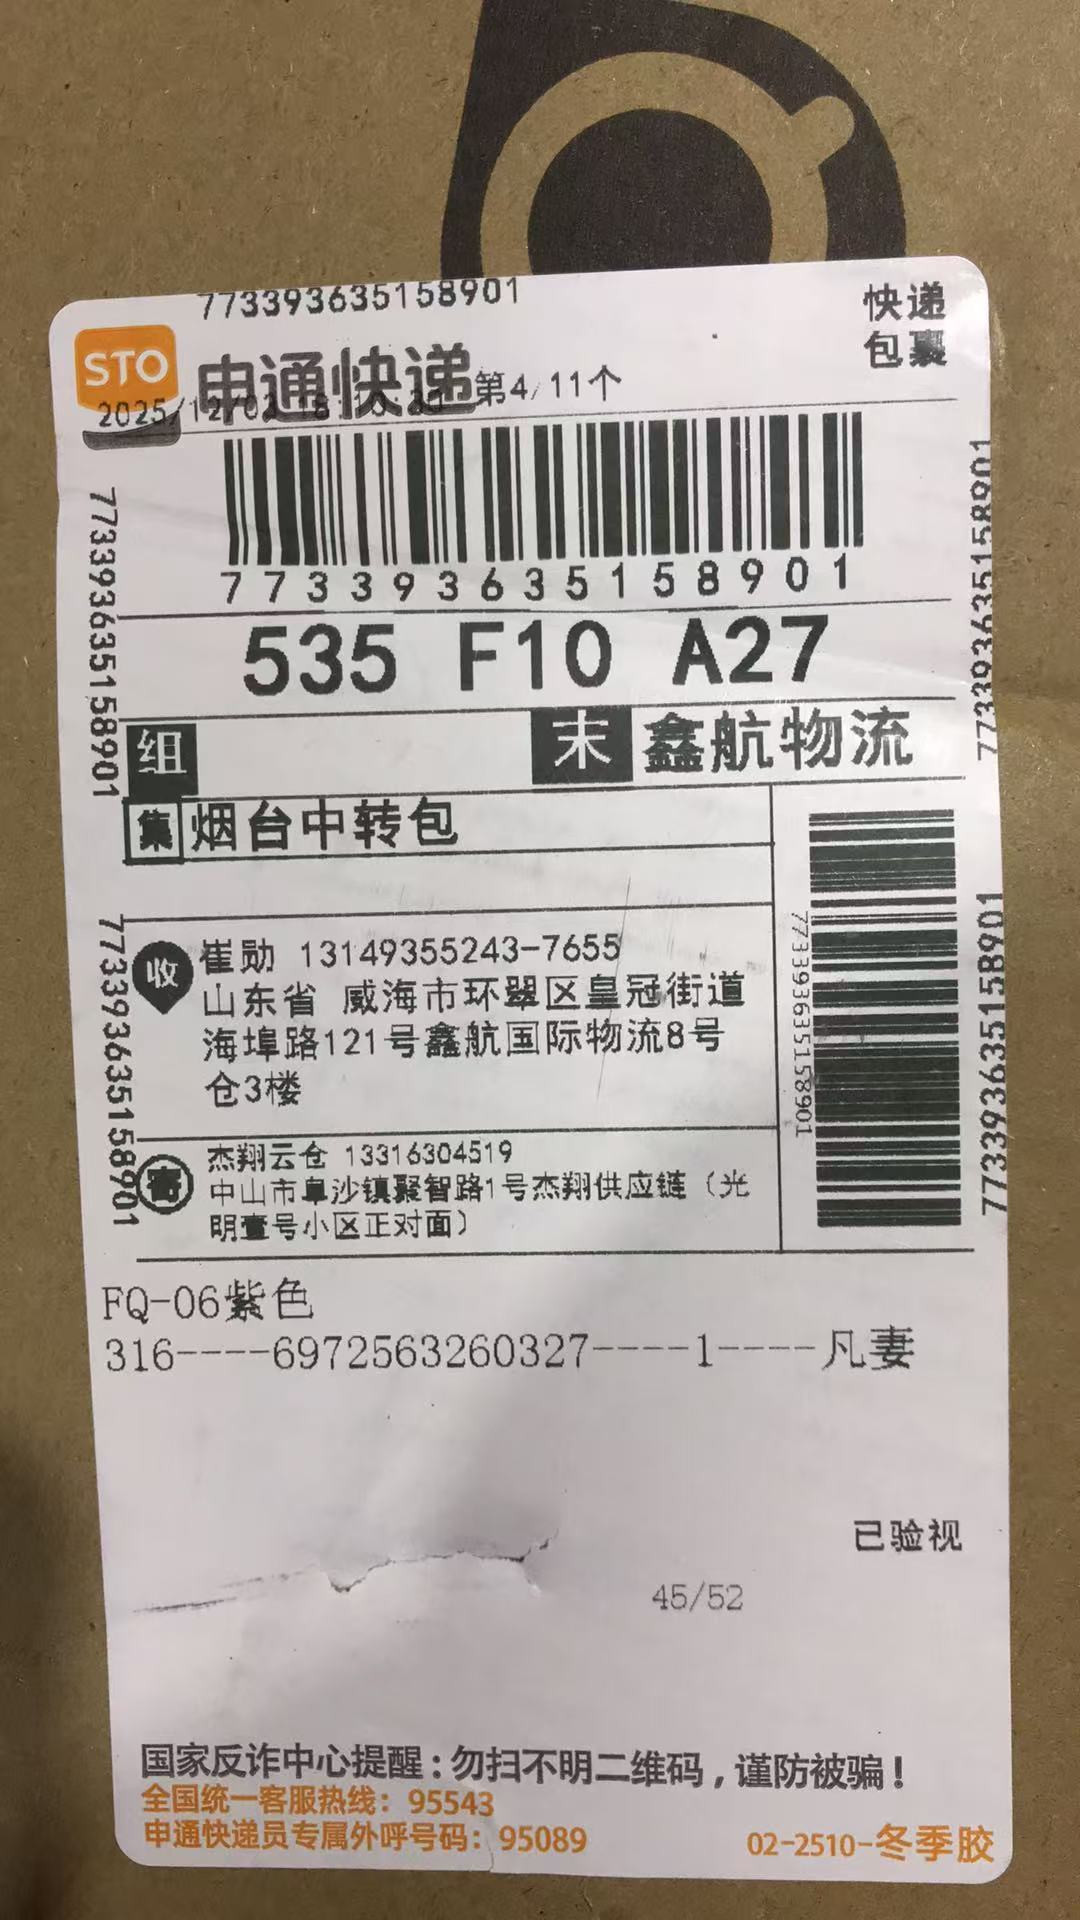 773393635158901
快递
包裹
STO
申通快递
第4/11个
773393635158901
535 F10 A27
组
末 鑫航物流
集 烟台中转包
收
崔勋 13149355243-7655
山东省 威海市环翠区皇冠街道
海埠路121号鑫航国际物流8号
仓3楼
寄
杰翔云仓 13316304519
中山市阜沙镇聚智路1号杰翔供应链（光
明壹号小区正对面）
773393635158901
773393635158901
773393635158901
773393635158901
773393635158901
FQ-06紫色
316----6972563260327----1----凡妻
已验视
45/52
国家反诈中心提醒：勿扫不明二维码，谨防被骗！
全国统一客服热线：95543
申通快递员专属外呼号码：95089
02-2510-冬季胶